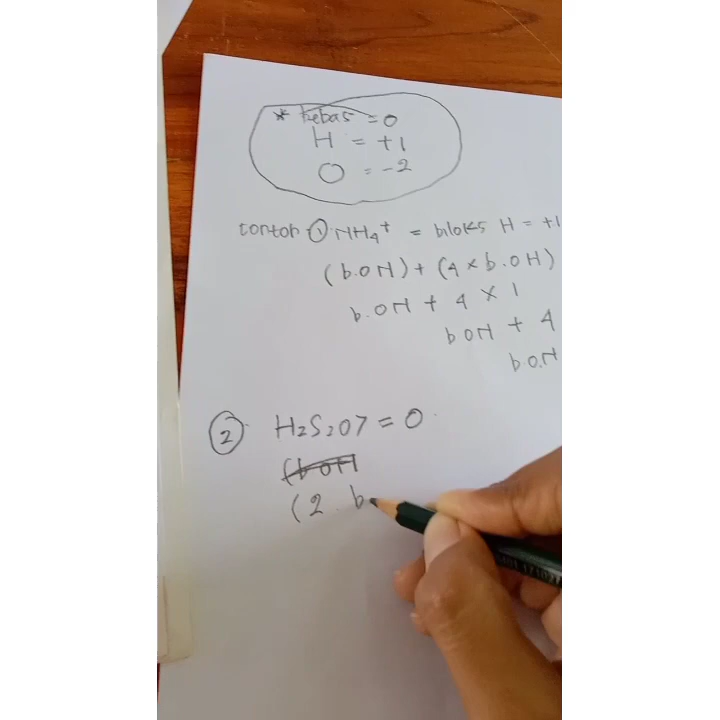 * bebas = 0
H = +1
O = -2
contoh ① NH4+ = biloks H = +1
(b.o N) + (4 x b.o H)
b.o N + 4 x 1
b o N + 4
b o.N
② H2S2O7 = 0
(b o H
(2 b